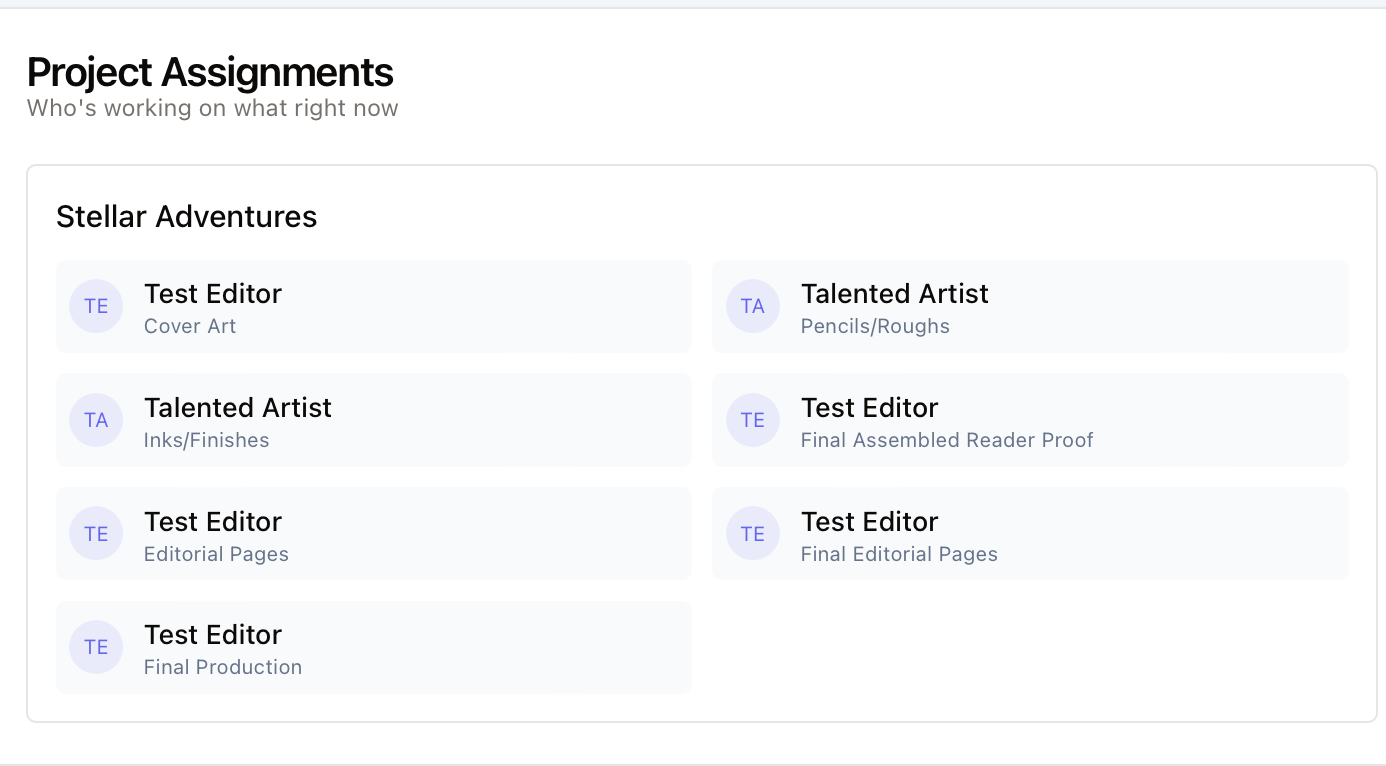 Project Assignments
Who's working on what right now
Stellar Adventures
TE
Test Editor
Cover Art
TA
Talented Artist
Pencils/Roughs
TA
Talented Artist
Inks/Finishes
TE
Test Editor
Final Assembled Reader Proof
TE
Test Editor
Editorial Pages
TE
Test Editor
Final Editorial Pages
TE
Test Editor
Final Production